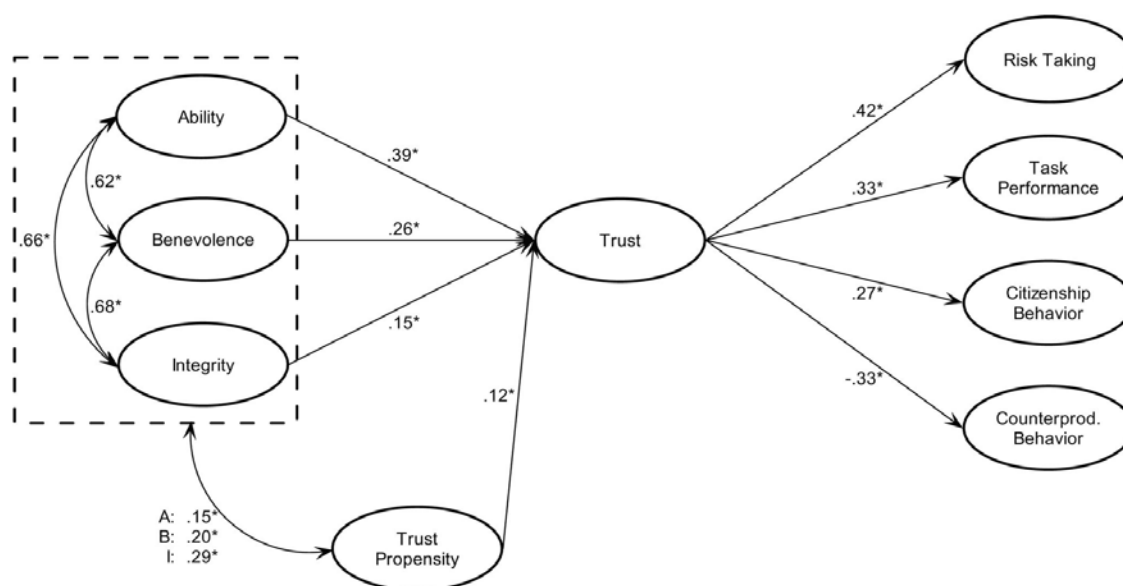 Risk Taking
Ability
.42*
.39*
Task
Performance
.62*
.33*
Benevolence
.26*
Trust
.66*
.27*
Citizenship
Behavior
.68*
.15*
Integrity
-.33*
.12*
Counterprod.
Behavior
A: .15*
B: .20*
I: .29*
Trust
Propensity